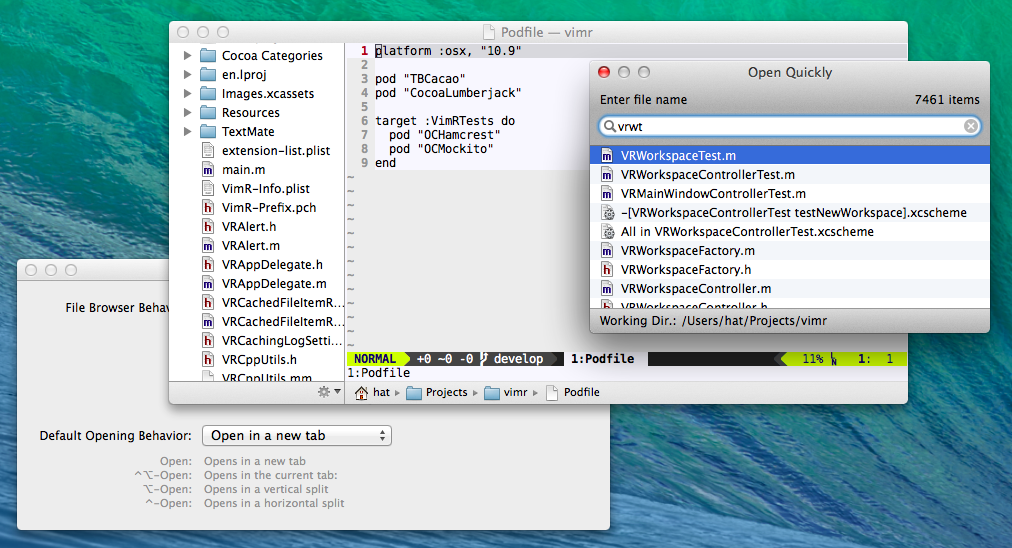 Podfile — vimr
Cocoa Categories
en.lproj
Images.xcassets
Resources
TextMate
extension-list.plist
main.m
VimR-Info.plist
VimR-Prefix.pch
VRAlert.h
VRAlert.m
VRAppDelegate.h
VRAppDelegate.m
VRCachedFileItemR...
VRCachedFileItemR...
VRCachingLogSetti...
VRCppUtils.h
VRCppUtils.mm
1 platform :osx, "10.9"
2
3 pod "TBCacao"
4 pod "CocoaLumberjack"
5
6 target :VimRTests do
7 pod "OCHamcrest"
8 pod "OCMockito"
9 end
~
~
~
~
~
~
~
~
~
~
~
~
NORMAL +0 ~0 -0 develop 1:Podfile 11% 1: 1
1:Podfile
hat Projects vimr Podfile
Open Quickly
Enter file name 7461 items
vrwt
VRWorkspaceTest.m
VRWorkspaceControllerTest.m
VRMainWindowControllerTest.m
-[VRWorkspaceControllerTest testNewWorkspace].xcscheme
All in VRWorkspaceControllerTest.xcscheme
VRWorkspaceFactory.m
VRWorkspaceFactory.h
VRWorkspaceController.m
VRWorkspaceController.h
Working Dir.: /Users/hat/Projects/vimr
File Browser Behav
Default Opening Behavior: Open in a new tab
Open: Opens in a new tab
^⌥-Open: Opens in the current tab:
⌥-Open: Opens in a vertical split
^-Open: Opens in a horizontal split